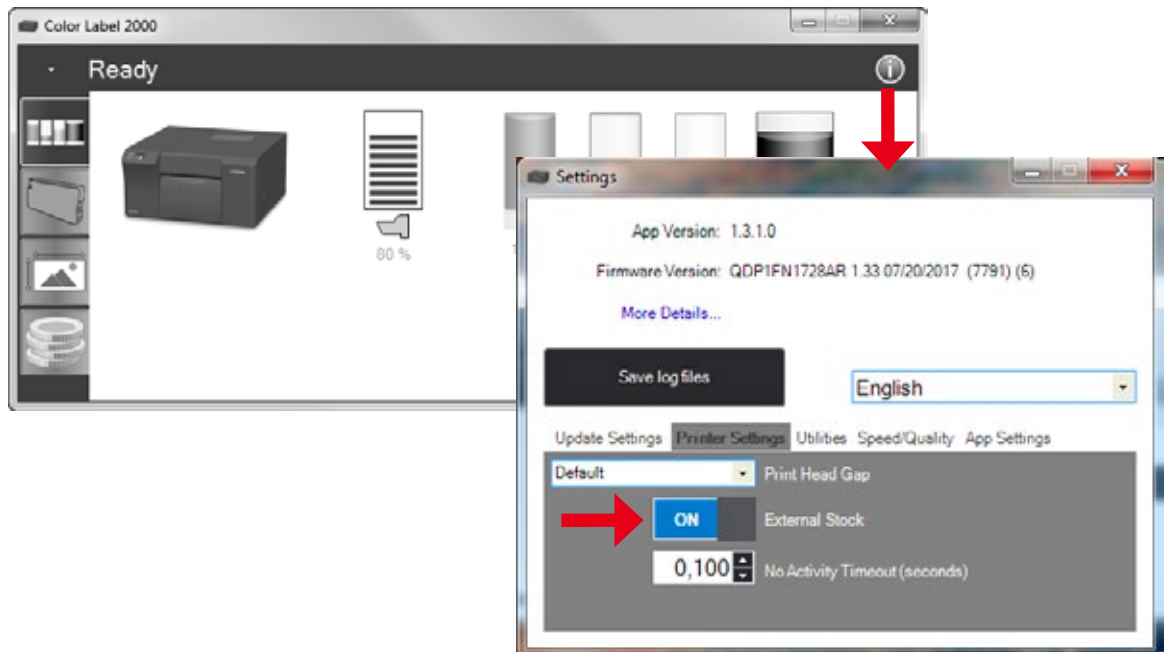 Color Label 2000
Ready
80 %
Settings
App Version: 1.3.1.0
Firmware Version: QDP1FN1728AR 1.33 07/20/2017 (7791) (6)
More Details...
Save log files
English
Update Settings Printer Settings Utilities Speed/Quality App Settings
Default Print Head Gap
ON External Stock
0,100 No Activity Timeout (seconds)